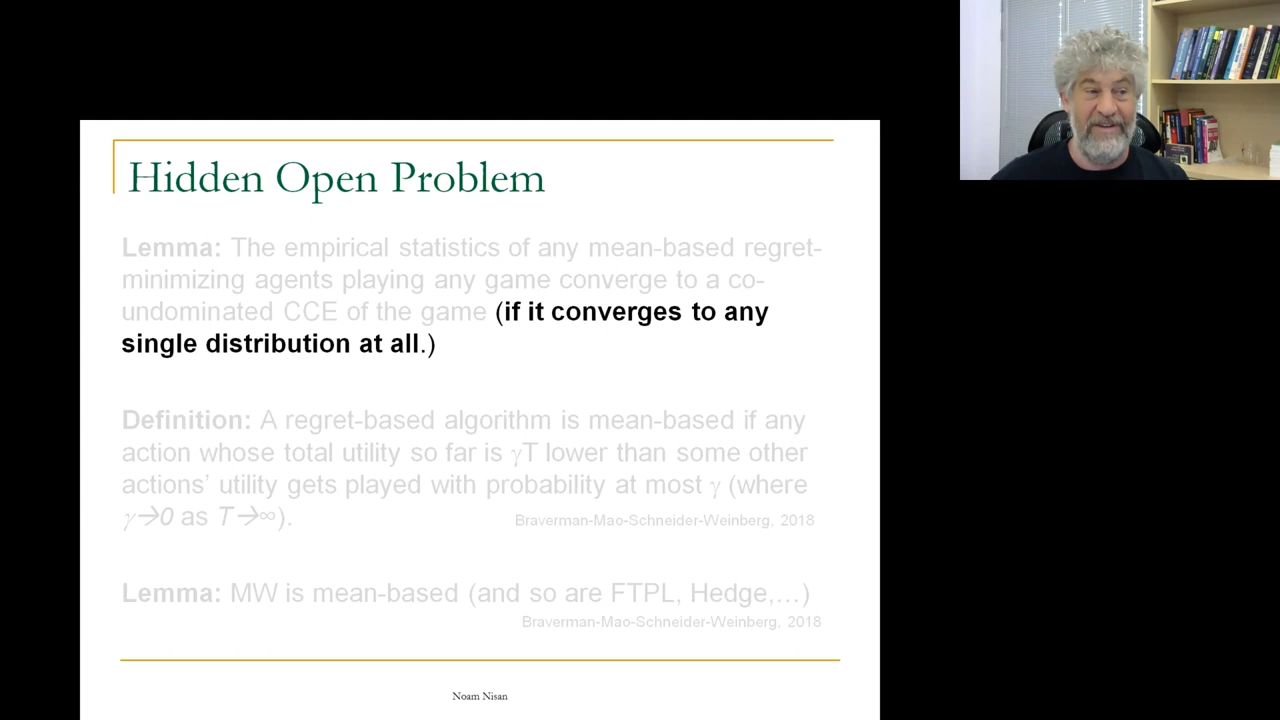 Hidden Open Problem
Lemma: The empirical statistics of any mean-based regret-
minimizing agents playing any game converge to a co-
undominated CCE of the game (if it converges to any
single distribution at all.)
Definition: A regret-based algorithm is mean-based if any
action whose total utility so far is γT lower than some other
actions’ utility gets played with probability at most γ (where
γ→0 as T→∞).
Braverman-Mao-Schneider-Weinberg, 2018
Lemma: MW is mean-based (and so are FTPL, Hedge,…)
Braverman-Mao-Schneider-Weinberg, 2018
Noam Nisan